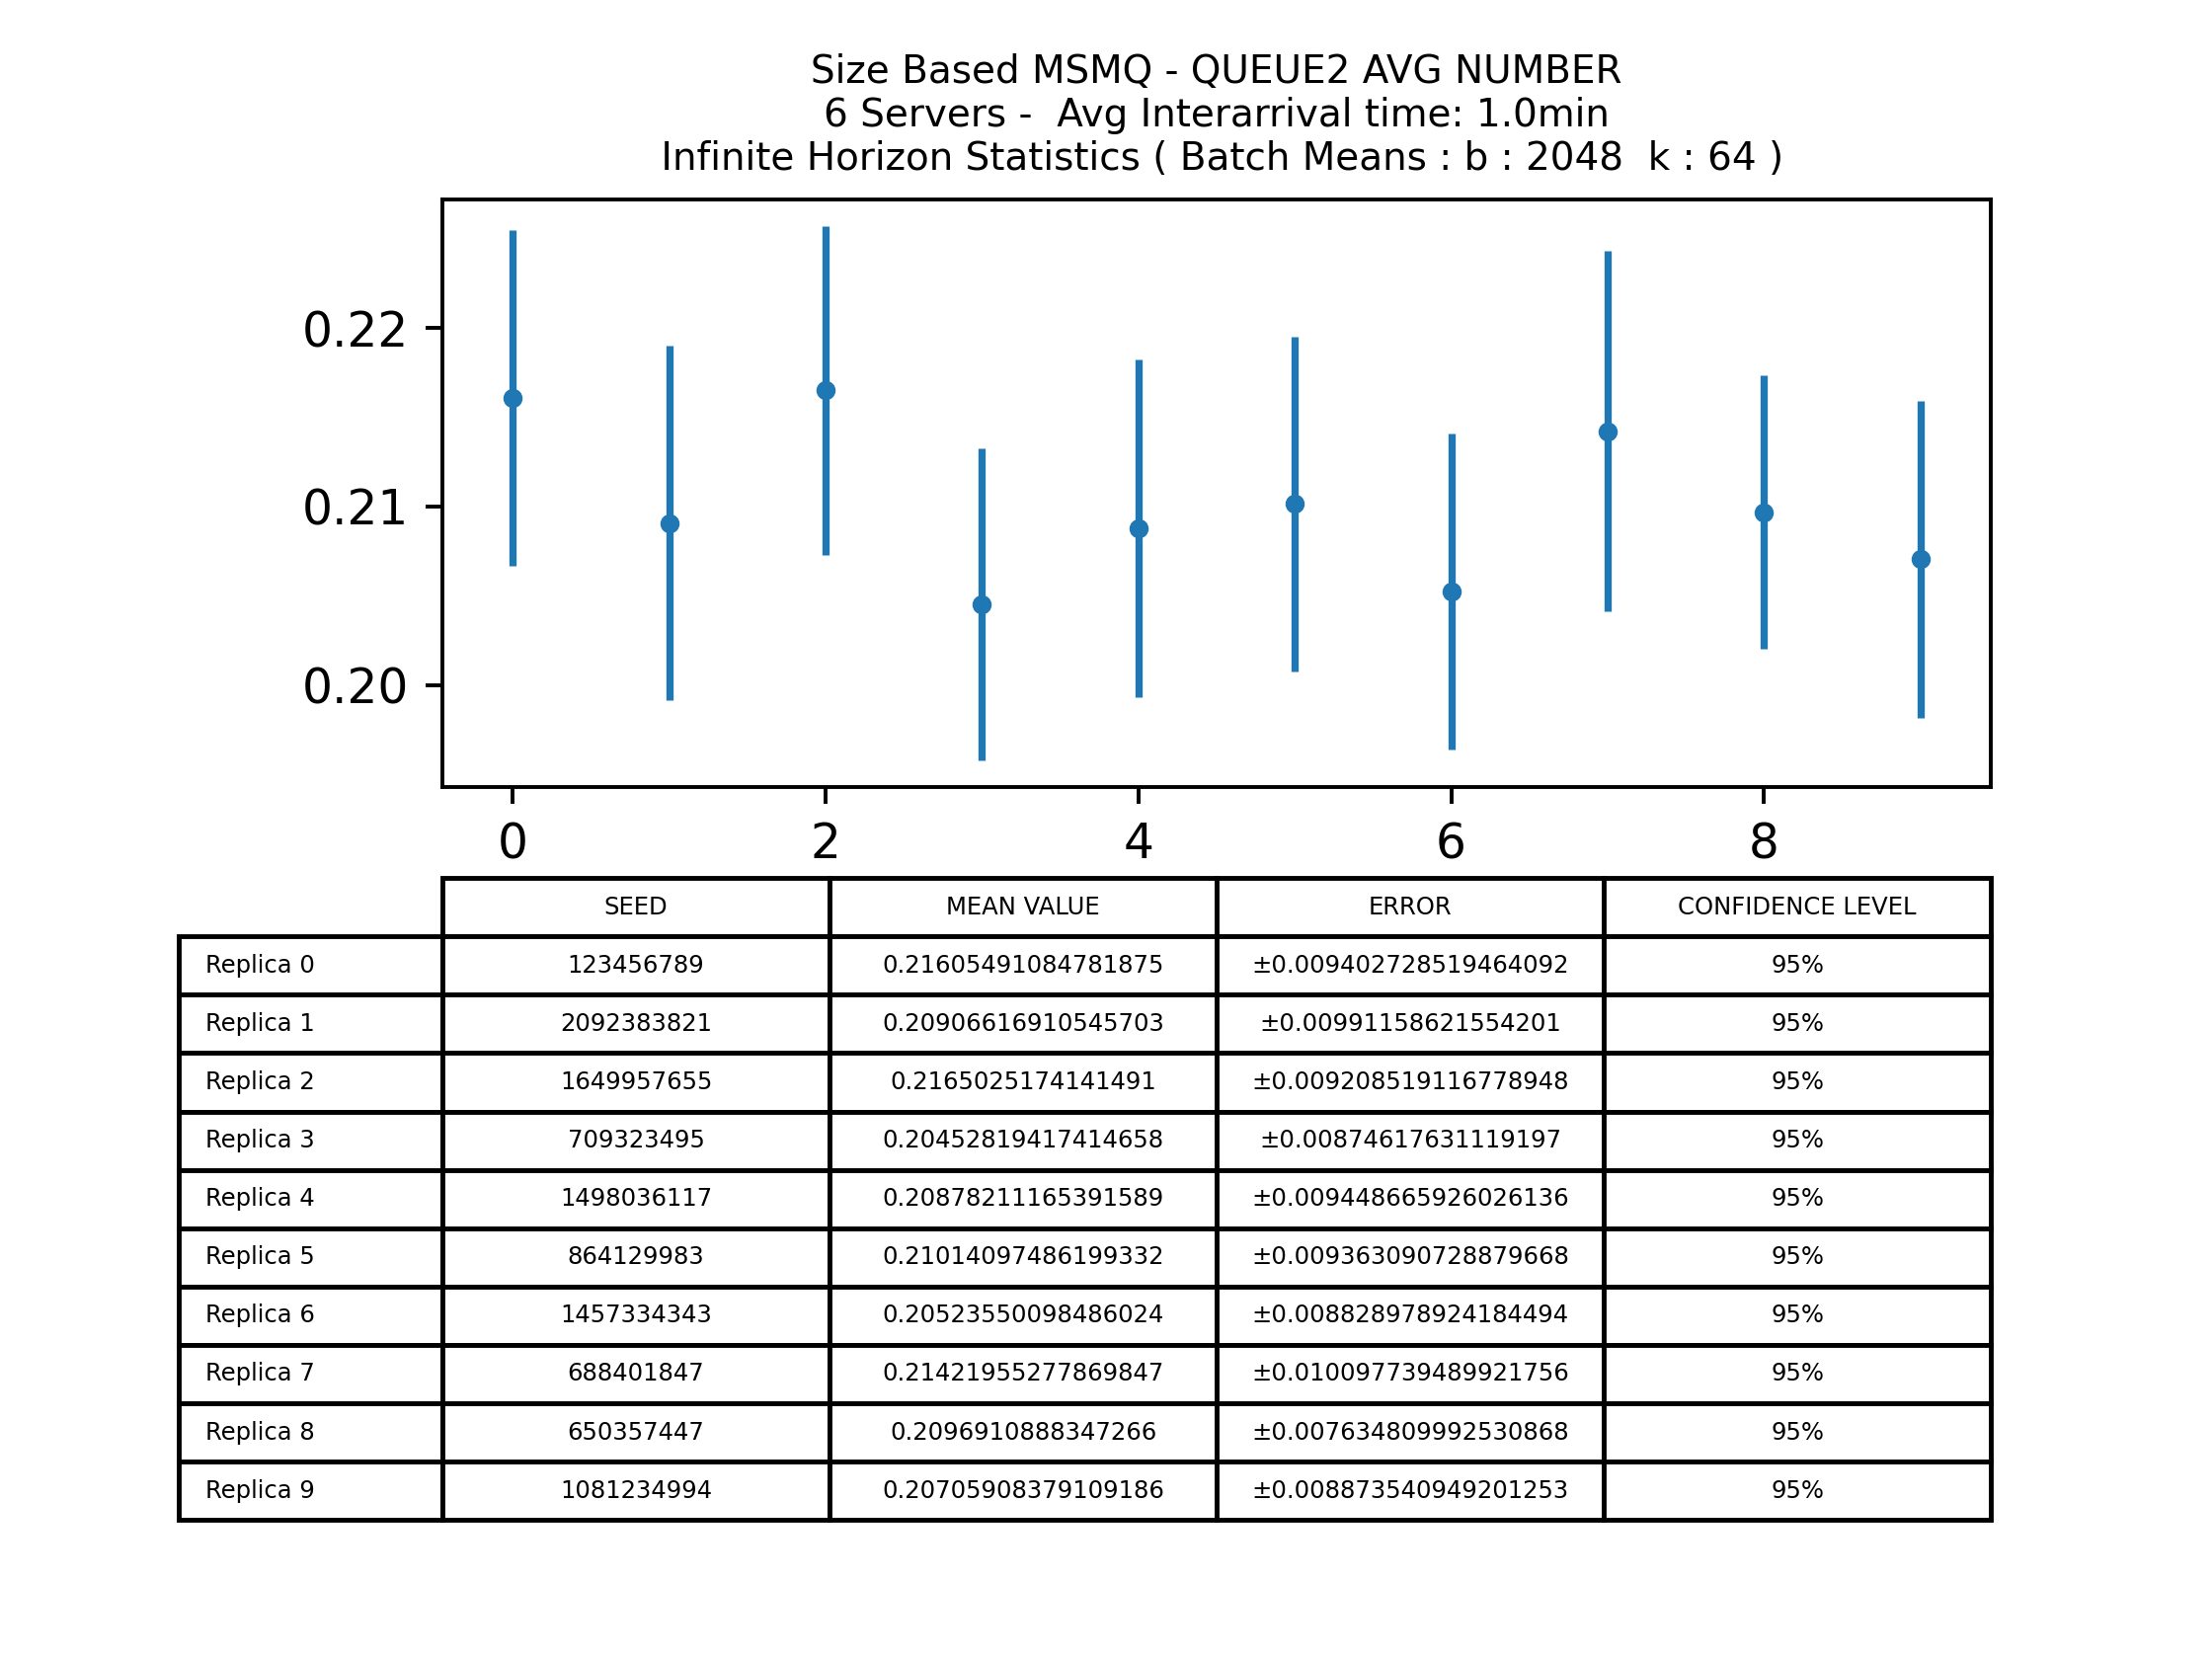 Size Based MSMQ - QUEUE2 AVG NUMBER
6 Servers -  Avg Interarrival time: 1.0min
Infinite Horizon Statistics ( Batch Means : b : 2048  k : 64 )
0.22
0.21
0.20
0 2 4 6 8
SEED MEAN VALUE ERROR CONFIDENCE LEVEL
Replica 0 123456789 0.21605491084781875 ±0.009402728519464092 95%
Replica 1 2092383821 0.20906616910545703 ±0.00991158621554201 95%
Replica 2 1649957655 0.2165025174141491 ±0.009208519116778948 95%
Replica 3 709323495 0.20452819417414658 ±0.00874617631119197 95%
Replica 4 1498036117 0.20878211165391589 ±0.009448665926026136 95%
Replica 5 864129983 0.21014097486199332 ±0.009363090728879668 95%
Replica 6 1457334343 0.20523550098486024 ±0.008828978924184494 95%
Replica 7 688401847 0.21421955277869847 ±0.010097739489921756 95%
Replica 8 650357447 0.2096910888347266 ±0.007634809992530868 95%
Replica 9 1081234994 0.20705908379109186 ±0.008873540949201253 95%